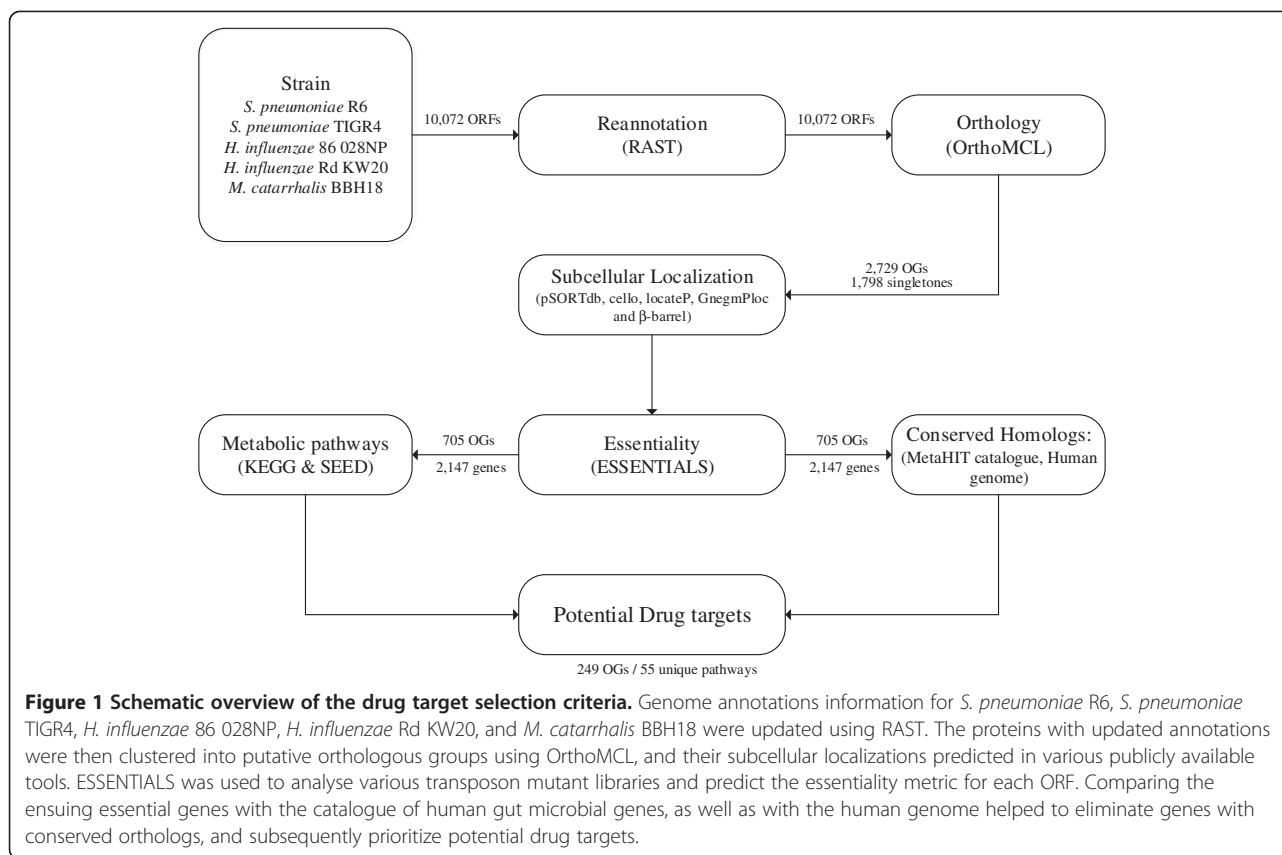 Strain
S. pneumoniae R6
S. pneumoniae TIGR4
H. influenzae 86 028NP
H. influenzae Rd KW20
M. catarrhalis BBH18
10,072 ORFs
Reannotation
(RAST)
10,072 ORFs
Orthology
(OrthoMCL)
2,729 OGs
1,798 singletones
Subcellular Localization
(pSORTdb, cello, locateP, GnegmPloc
and β-barrel)
Metabolic pathways
(KEGG & SEED)
705 OGs
2,147 genes
Essentiality
(ESSENTIALS)
705 OGs
2,147 genes
Conserved Homologs:
(MetaHIT catalogue, Human
genome)
Potential Drug targets
249 OGs / 55 unique pathways
Figure 1 Schematic overview of the drug target selection criteria. Genome annotations information for S. pneumoniae R6, S. pneumoniae
TIGR4, H. influenzae 86 028NP, H. influenzae Rd KW20, and M. catarrhalis BBH18 were updated using RAST. The proteins with updated annotations
were then clustered into putative orthologous groups using OrthoMCL, and their subcellular localizations predicted in various publicly available
tools. ESSENTIALS was used to analyse various transposon mutant libraries and predict the essentiality metric for each ORF. Comparing the
ensuing essential genes with the catalogue of human gut microbial genes, as well as with the human genome helped to eliminate genes with
conserved orthologs, and subsequently prioritize potential drug targets.